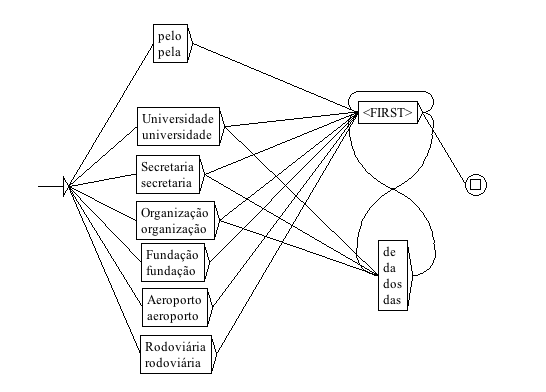 pelo
pela
Universidade
universidade
<FIRST>
Secretaria
secretaria
Organização
organização
Fundação
fundação
de
da
dos
das
Aeroporto
aeroporto
Rodoviária
rodoviária